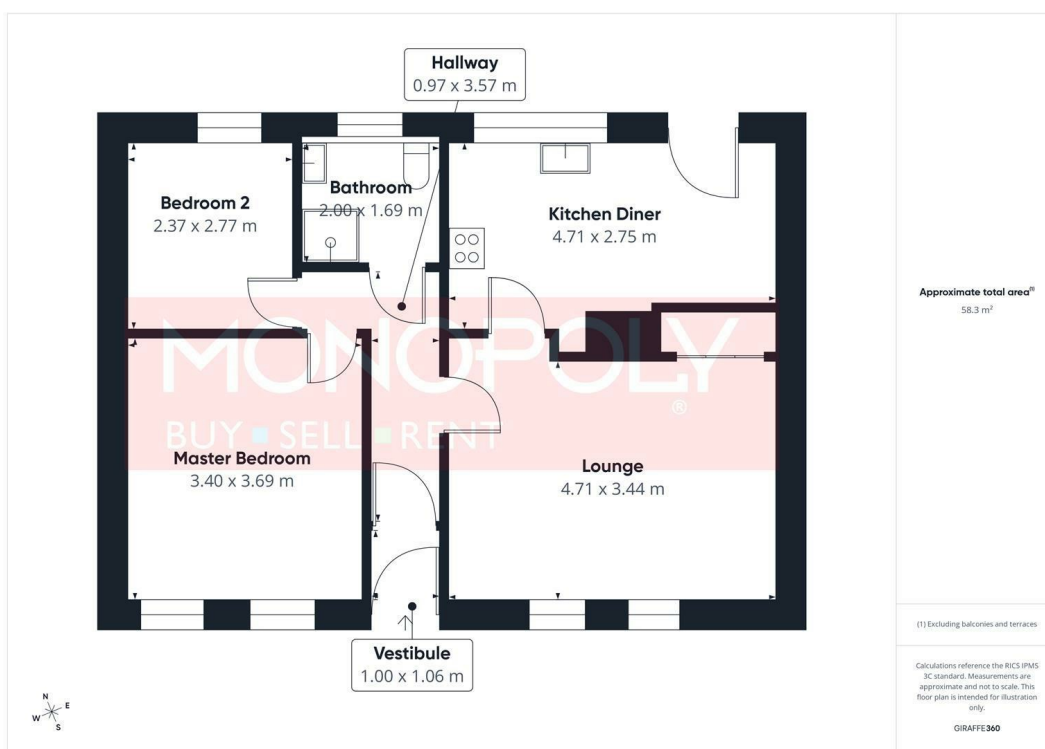 Hallway
0.97 x 3.57 m
Bedroom 2
2.37 x 2.77 m
Bathroom
2.00 x 1.69 m
Kitchen Diner
4.71 x 2.75 m
MONOPOLY
®
BUY SELL RENT
Master Bedroom
3.40 x 3.69 m
Lounge
4.71 x 3.44 m
Vestibule
1.00 x 1.06 m
N
E
W
S
Approximate total area(1)
58.3 m²
(1) Excluding balconies and terraces
Calculations reference the RICS IPMS
3C standard. Measurements are
approximate and not to scale. This
floor plan is intended for illustration
only.
GIRAFFE360